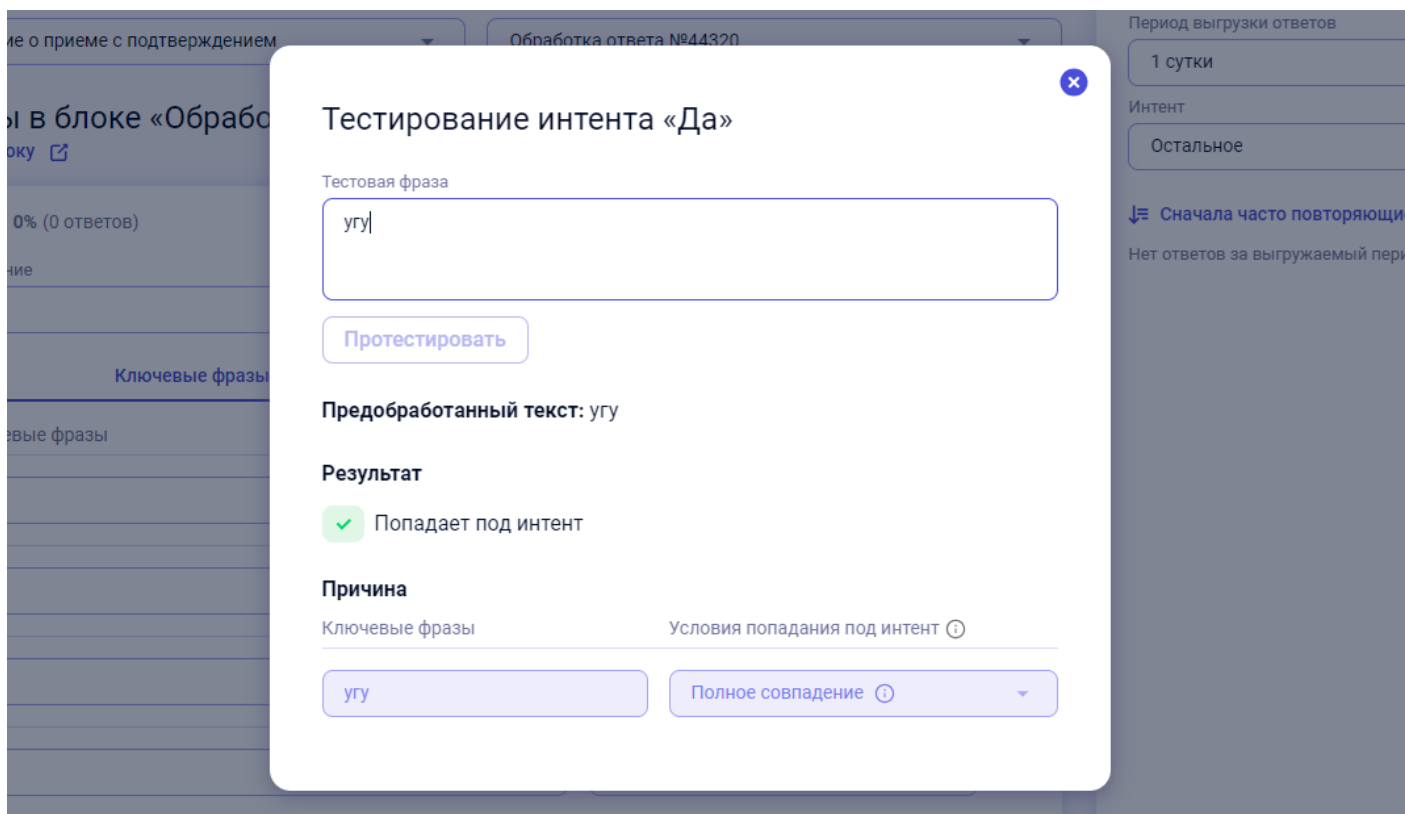 ие о приеме с подтверждением
Обработка ответа №44320
Период выгрузки ответов
1 сутки
ы в блоке «Обрабо
оку
Интент
Остальное
0% (0 ответов)
ние
Сначала часто повторяющи
Нет ответов за выгружаемый пери
Ключевые фразы
евые фразы
Тестирование интента «Да»
Тестовая фраза
угу
Протестировать
Предобработанный текст: угу
Результат
Попадает под интент
Причина
Ключевые фразы
Условия попадания под интент
угу
Полное совпадение